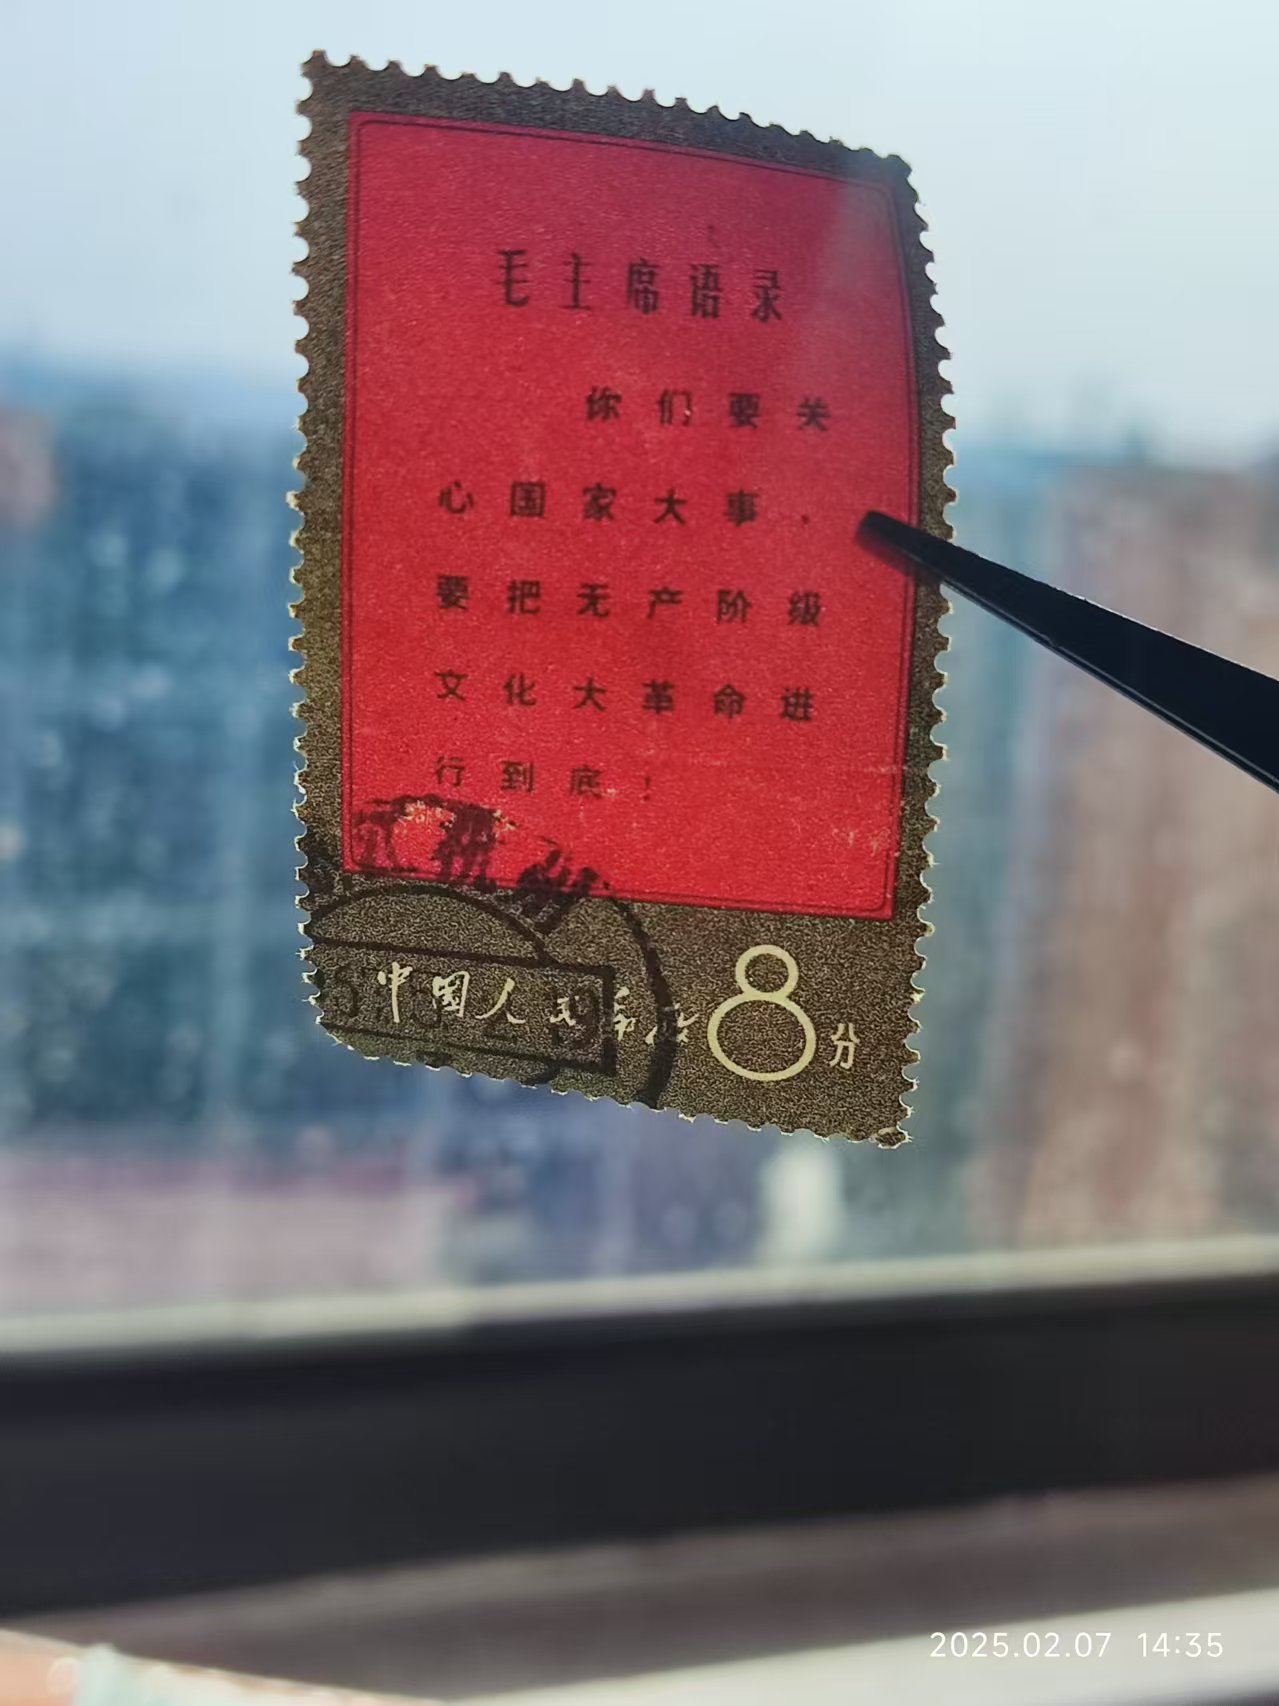 毛主席语录
你们要关
心国家大事，
要把无产阶级
文化大革命进
行到底！
中国人民邮政 8分
2025.02.07 14:35